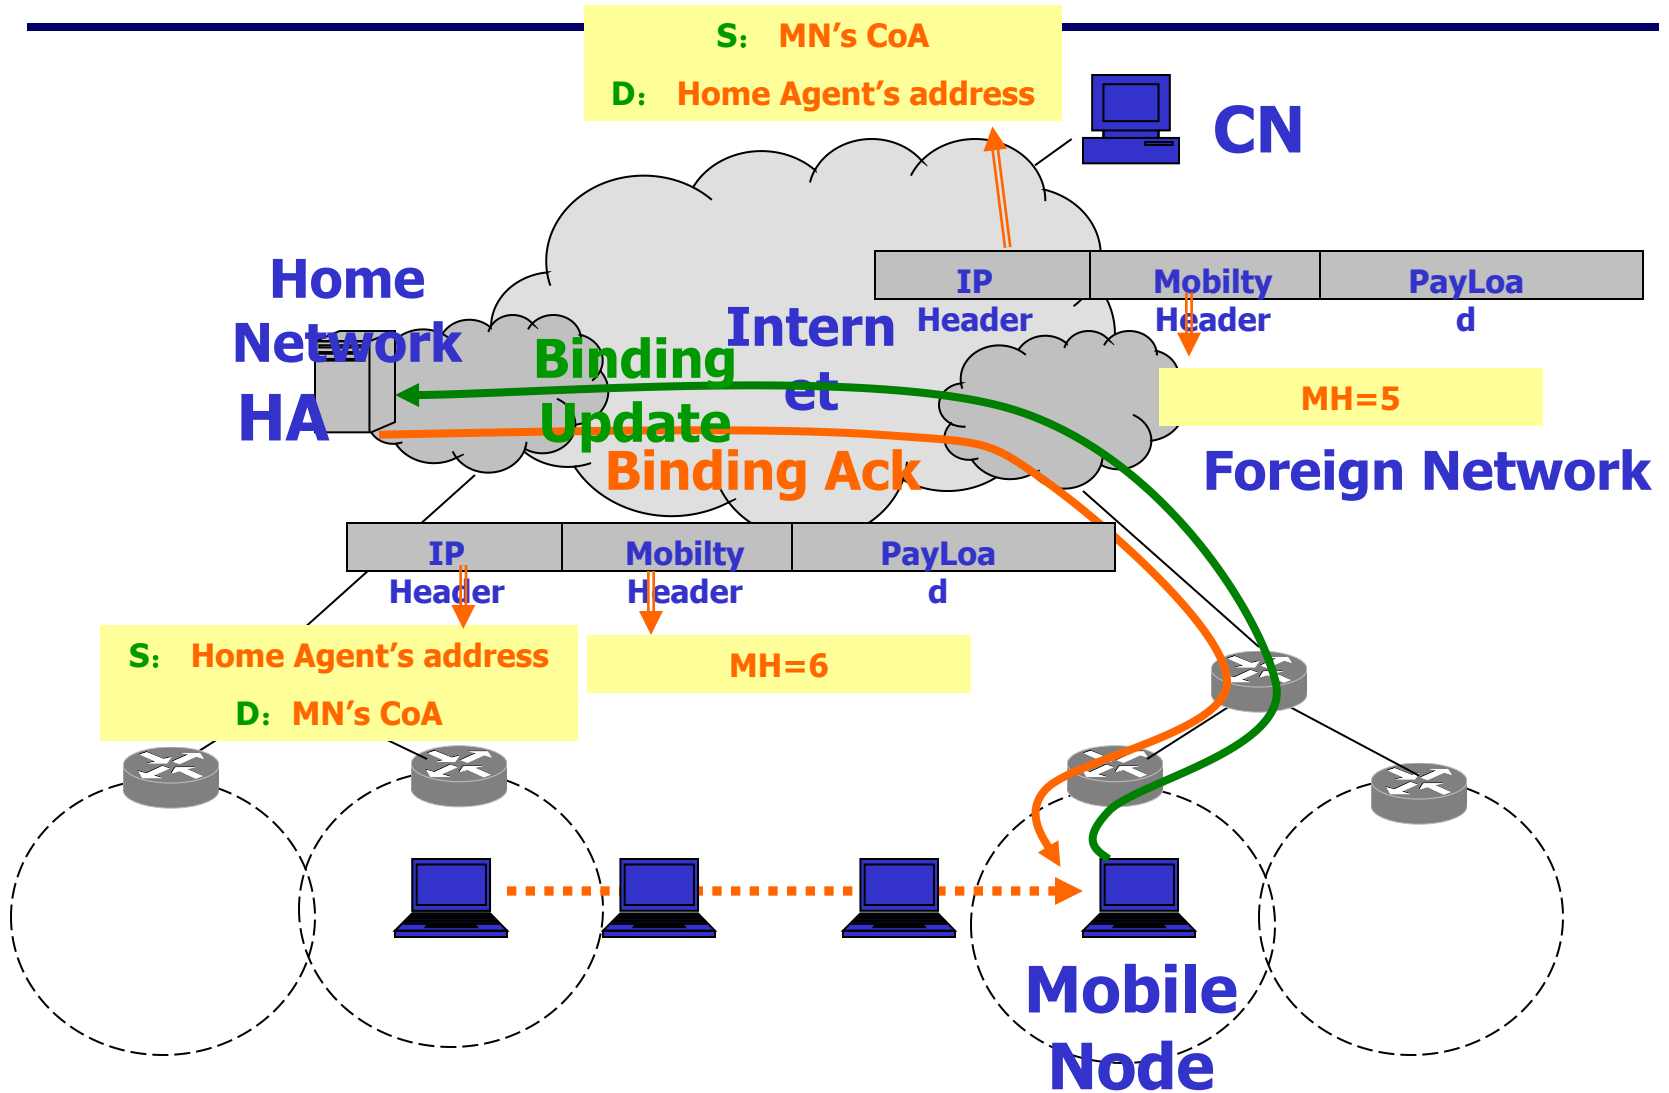 S： MN’s CoA
D： Home Agent’s address
CN
Home
Network
HA
IP
Header
Mobilty
Header
PayLoa
d
Intern
et
Binding
Update
MH=5
Binding Ack
Foreign Network
IP
Header
Mobilty
Header
PayLoa
d
S： Home Agent’s address
D： MN’s CoA
MH=6
Mobile
Node